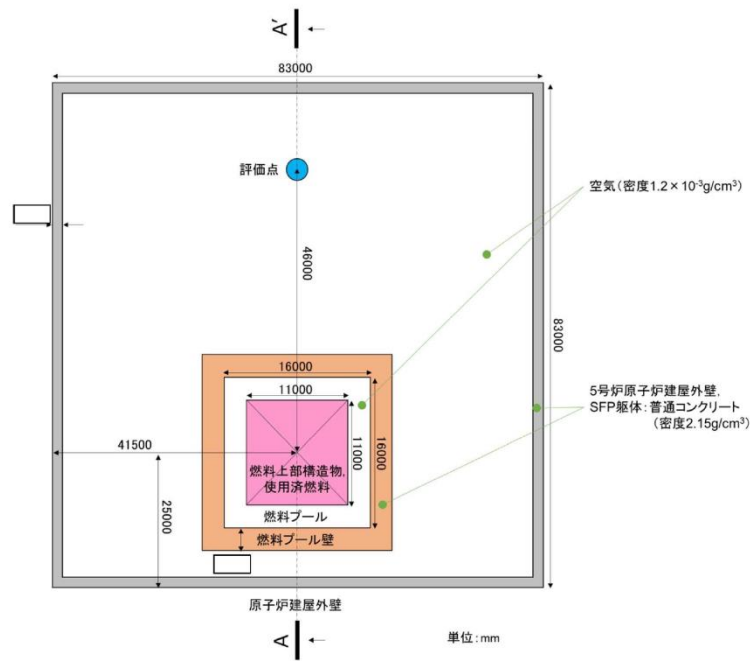 A′
83000
評価点
空気(密度1.2×10⁻³g/cm³)
46000
83000
16000
11000
5号炉原子炉建屋外壁,
SFP躯体:普通コンクリート
(密度2.15g/cm³)
41500
11000
16000
燃料上部構造物,
使用済燃料
25000
燃料プール
燃料プール壁
原子炉建屋外壁
A
単位:mm